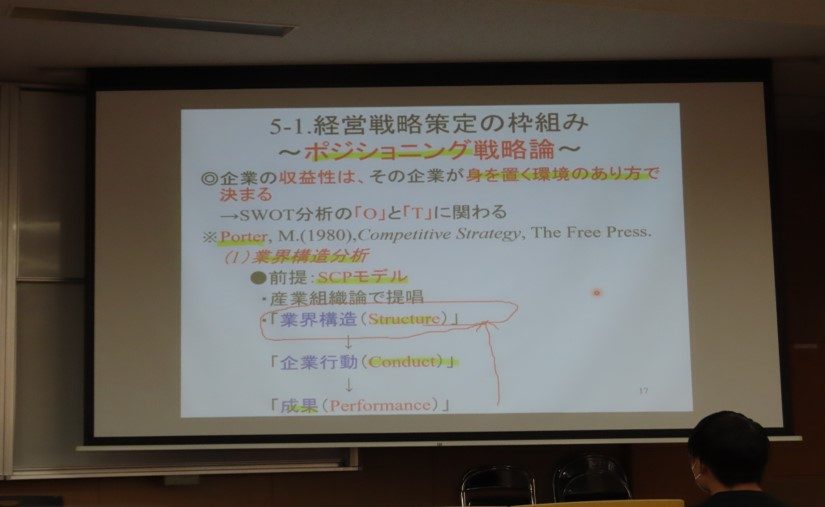 5-1.経営戦略策定の枠組み
～ポジショニング戦略論～
◎企業の収益性は、その企業が身を置く環境のあり方で
決まる
→SWOT分析の「O」と「T」に関わる
※Porter, M.(1980),Competitive Strategy, The Free Press.
(1)業界構造分析
●前提：SCPモデル
・産業組織論で提唱
・「業界構造（Structure）」
↓
「企業行動（Conduct）」
↓
「成果（Performance）」
17